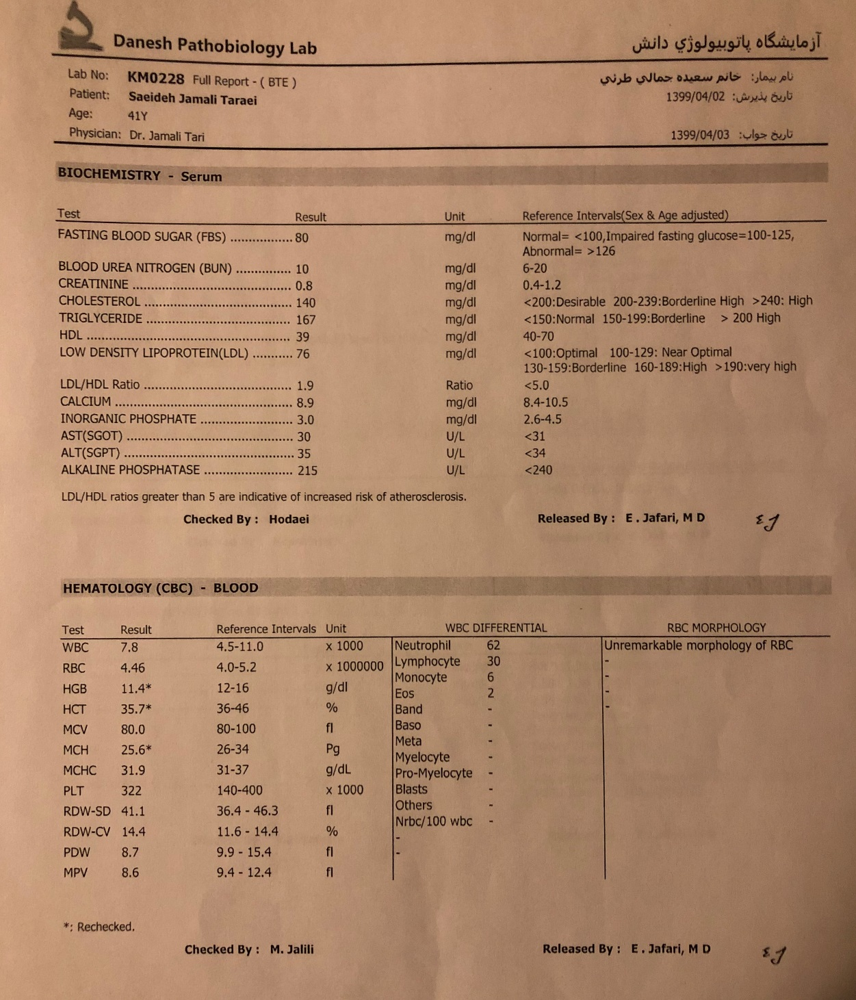 Danesh Pathobiology Lab
آزمایشگاه پاتوبیولوژي دانش
Lab No: KM0228 Full Report - ( BTE )
نام بیمار: خانم سعیده جمالي طرئي
Patient: Saeideh Jamali Taraei
تاریخ پذیرش: 1399/04/02
Age: 41Y
Physician: Dr. Jamali Tari
تاریخ جواب: 1399/04/03
BIOCHEMISTRY - Serum
Test Result Unit Reference Intervals(Sex & Age adjusted)
FASTING BLOOD SUGAR (FBS) ................ 80 mg/dl Normal= <100,Impaired fasting glucose=100-125,
Abnormal= >126
BLOOD UREA NITROGEN (BUN) .............. 10 mg/dl 6-20
CREATININE ........................................ 0.8 mg/dl 0.4-1.2
CHOLESTEROL ..................................... 140 mg/dl <200:Desirable 200-239:Borderline High >240: High
TRIGLYCERIDE ..................................... 167 mg/dl <150:Normal 150-199:Borderline > 200 High
HDL .................................................... 39 mg/dl 40-70
LOW DENSITY LIPOPROTEIN(LDL) ........... 76 mg/dl <100:Optimal 100-129: Near Optimal
130-159:Borderline 160-189:High >190:very high
LDL/HDL Ratio ...................................... 1.9 Ratio <5.0
CALCIUM ............................................. 8.9 mg/dl 8.4-10.5
INORGANIC PHOSPHATE ........................ 3.0 mg/dl 2.6-4.5
AST(SGOT) .......................................... 30 U/L <31
ALT(SGPT) ........................................... 35 U/L <34
ALKALINE PHOSPHATASE ....................... 215 U/L <240
LDL/HDL ratios greater than 5 are indicative of increased risk of atherosclerosis.
Checked By : Hodaei Released By : E . Jafari, M D
HEMATOLOGY (CBC) - BLOOD
Test Result Reference Intervals Unit WBC DIFFERENTIAL RBC MORPHOLOGY
WBC 7.8 4.5-11.0 x 1000 Neutrophil 62 Unremarkable morphology of RBC
RBC 4.46 4.0-5.2 x 1000000 Lymphocyte 30 -
Monocyte 6 -
HGB 11.4* 12-16 g/dl Eos 2 -
HCT 35.7* 36-46 % Band - -
MCV 80.0 80-100 fl Baso -
Meta -
MCH 25.6* 26-34 Pg Myelocyte -
MCHC 31.9 31-37 g/dL Pro-Myelocyte -
PLT 322 140-400 x 1000 Blasts -
Others -
RDW-SD 41.1 36.4 - 46.3 fl Nrbc/100 wbc -
RDW-CV 14.4 11.6 - 14.4 % -
PDW 8.7 9.9 - 15.4 fl -
MPV 8.6 9.4 - 12.4 fl
*: Rechecked.
Checked By : M. Jalili Released By : E . Jafari, M D